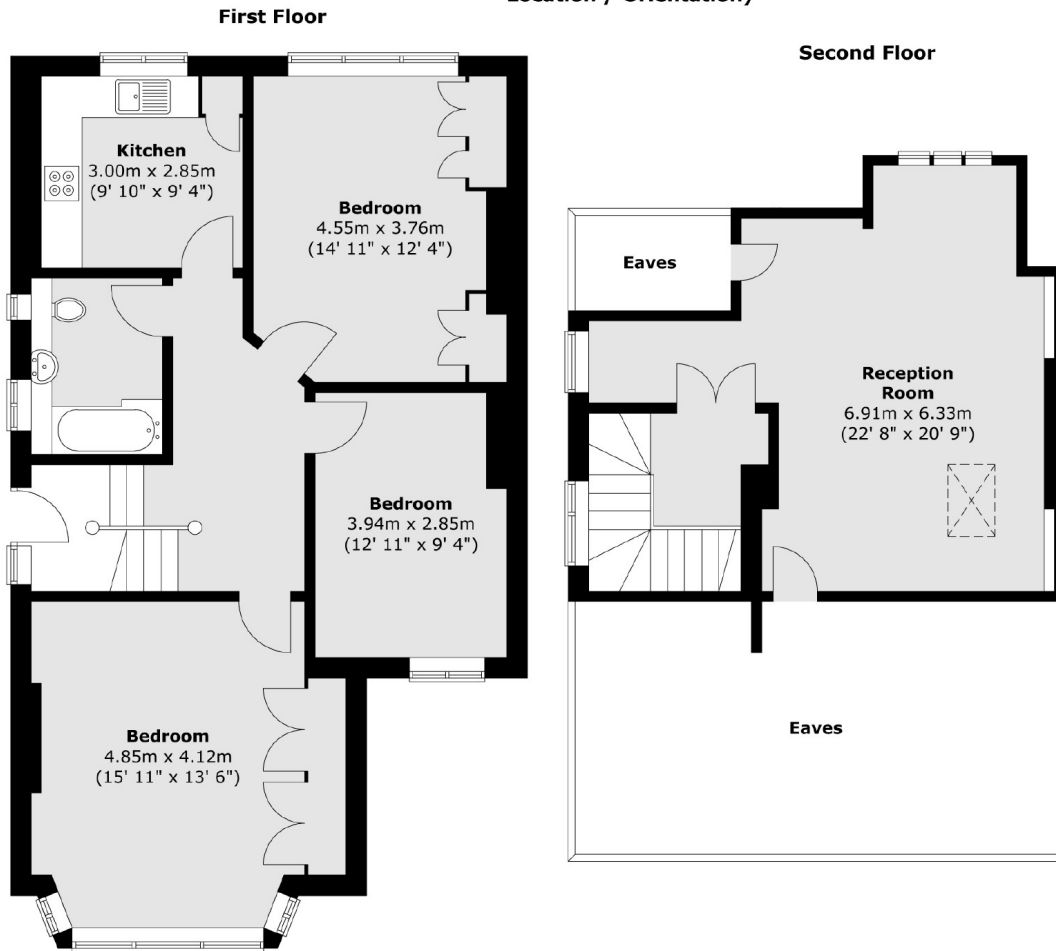 Location / Orientation)
First Floor
Second Floor
Kitchen
3.00m x 2.85m
(9' 10" x 9' 4")
Bedroom
4.55m x 3.76m
(14' 11" x 12' 4")
Bedroom
3.94m x 2.85m
(12' 11" x 9' 4")
Bedroom
4.85m x 4.12m
(15' 11" x 13' 6")
Eaves
Reception
Room
6.91m x 6.33m
(22' 8" x 20' 9")
Eaves